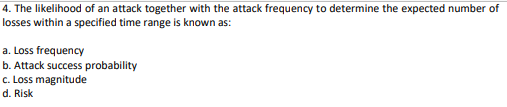 4. The likelihood of an attack together with the attack frequency to determine the expected number of
losses within a specified time range is known as:
a. Loss frequency
b. Attack success probability
c. Loss magnitude
d. Risk